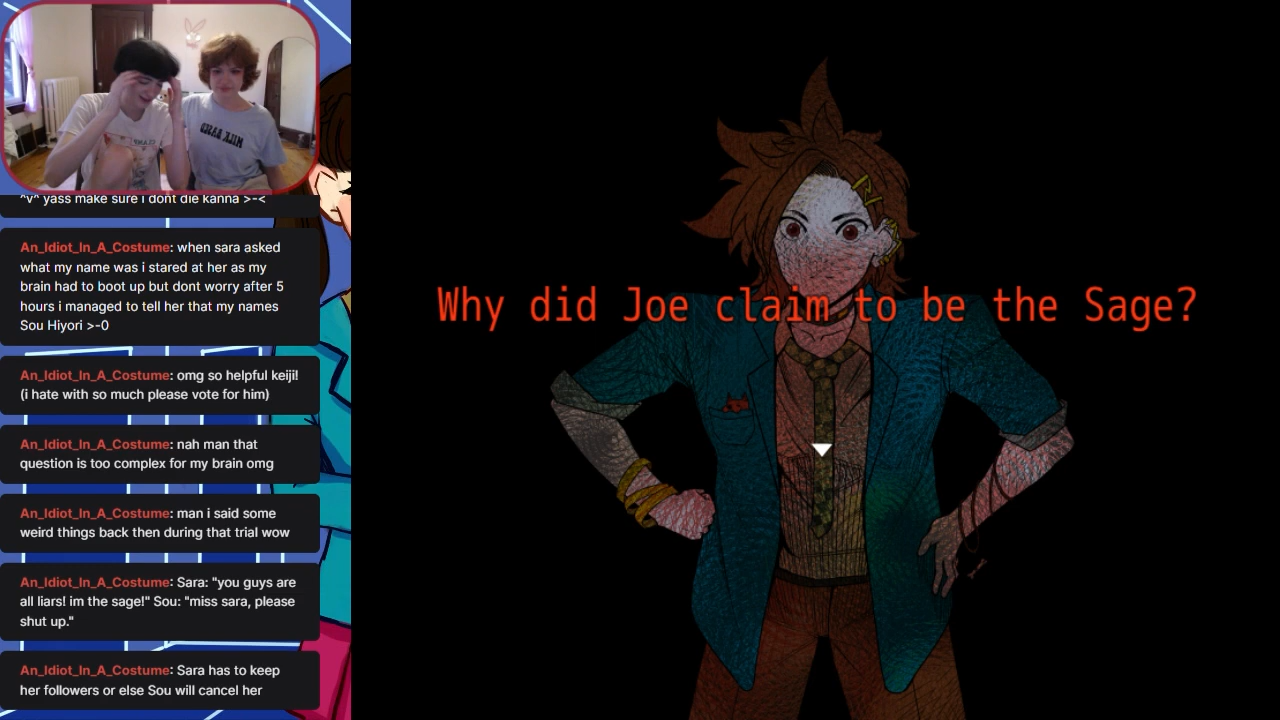 ^v^ yass make sure i dont die kanna >-<
An_Idiot_In_A_Costume: when sara asked
what my name was i stared at her as my
brain had to boot up but dont worry after 5
hours i managed to tell her that my names
Sou Hiyori >-0
An_Idiot_In_A_Costume: omg so helpful keiji!
(i hate with so much please vote for him)
An_Idiot_In_A_Costume: nah man that
question is too complex for my brain omg
An_Idiot_In_A_Costume: man i said some
weird things back then during that trial wow
An_Idiot_In_A_Costume: Sara: "you guys are
all liars! im the sage!" Sou: "miss sara, please
shut up."
An_Idiot_In_A_Costume: Sara has to keep
her followers or else Sou will cancel her
Why did Joe claim to be the Sage?